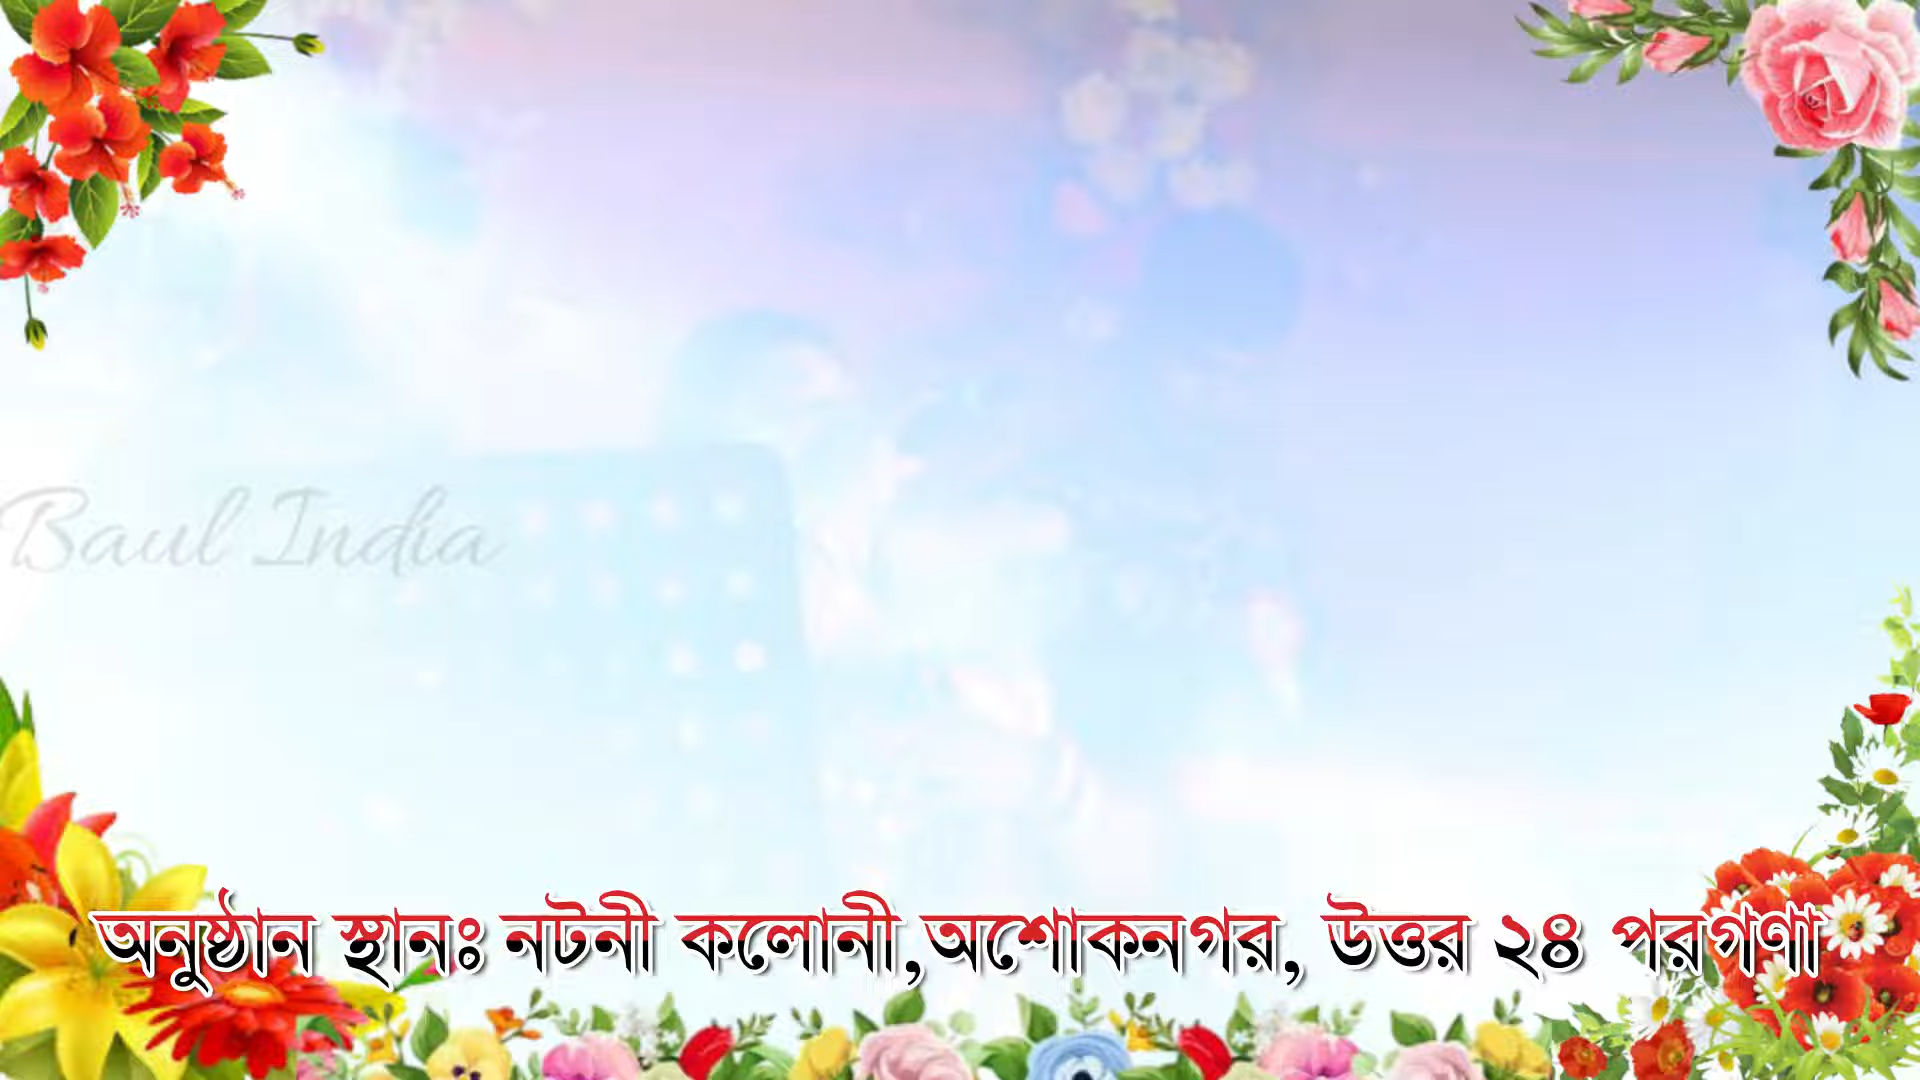 Baul India
অনুষ্ঠান স্থানঃ নটনী কলোনী,অশোকনগর, উত্তর ২৪ পরগণা